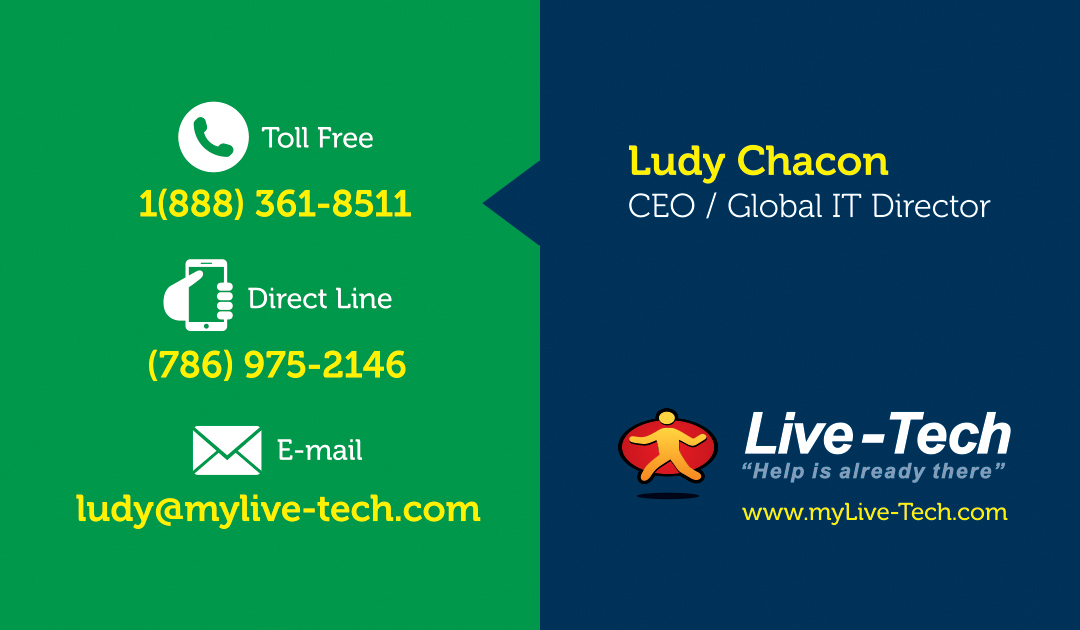 Toll Free
1(888) 361-8511
Direct Line
(786) 975-2146
E-mail
ludy@mylive-tech.com
Ludy Chacon
CEO / Global IT Director
Live-Tech
“Help is already there”
www.myLive-Tech.com